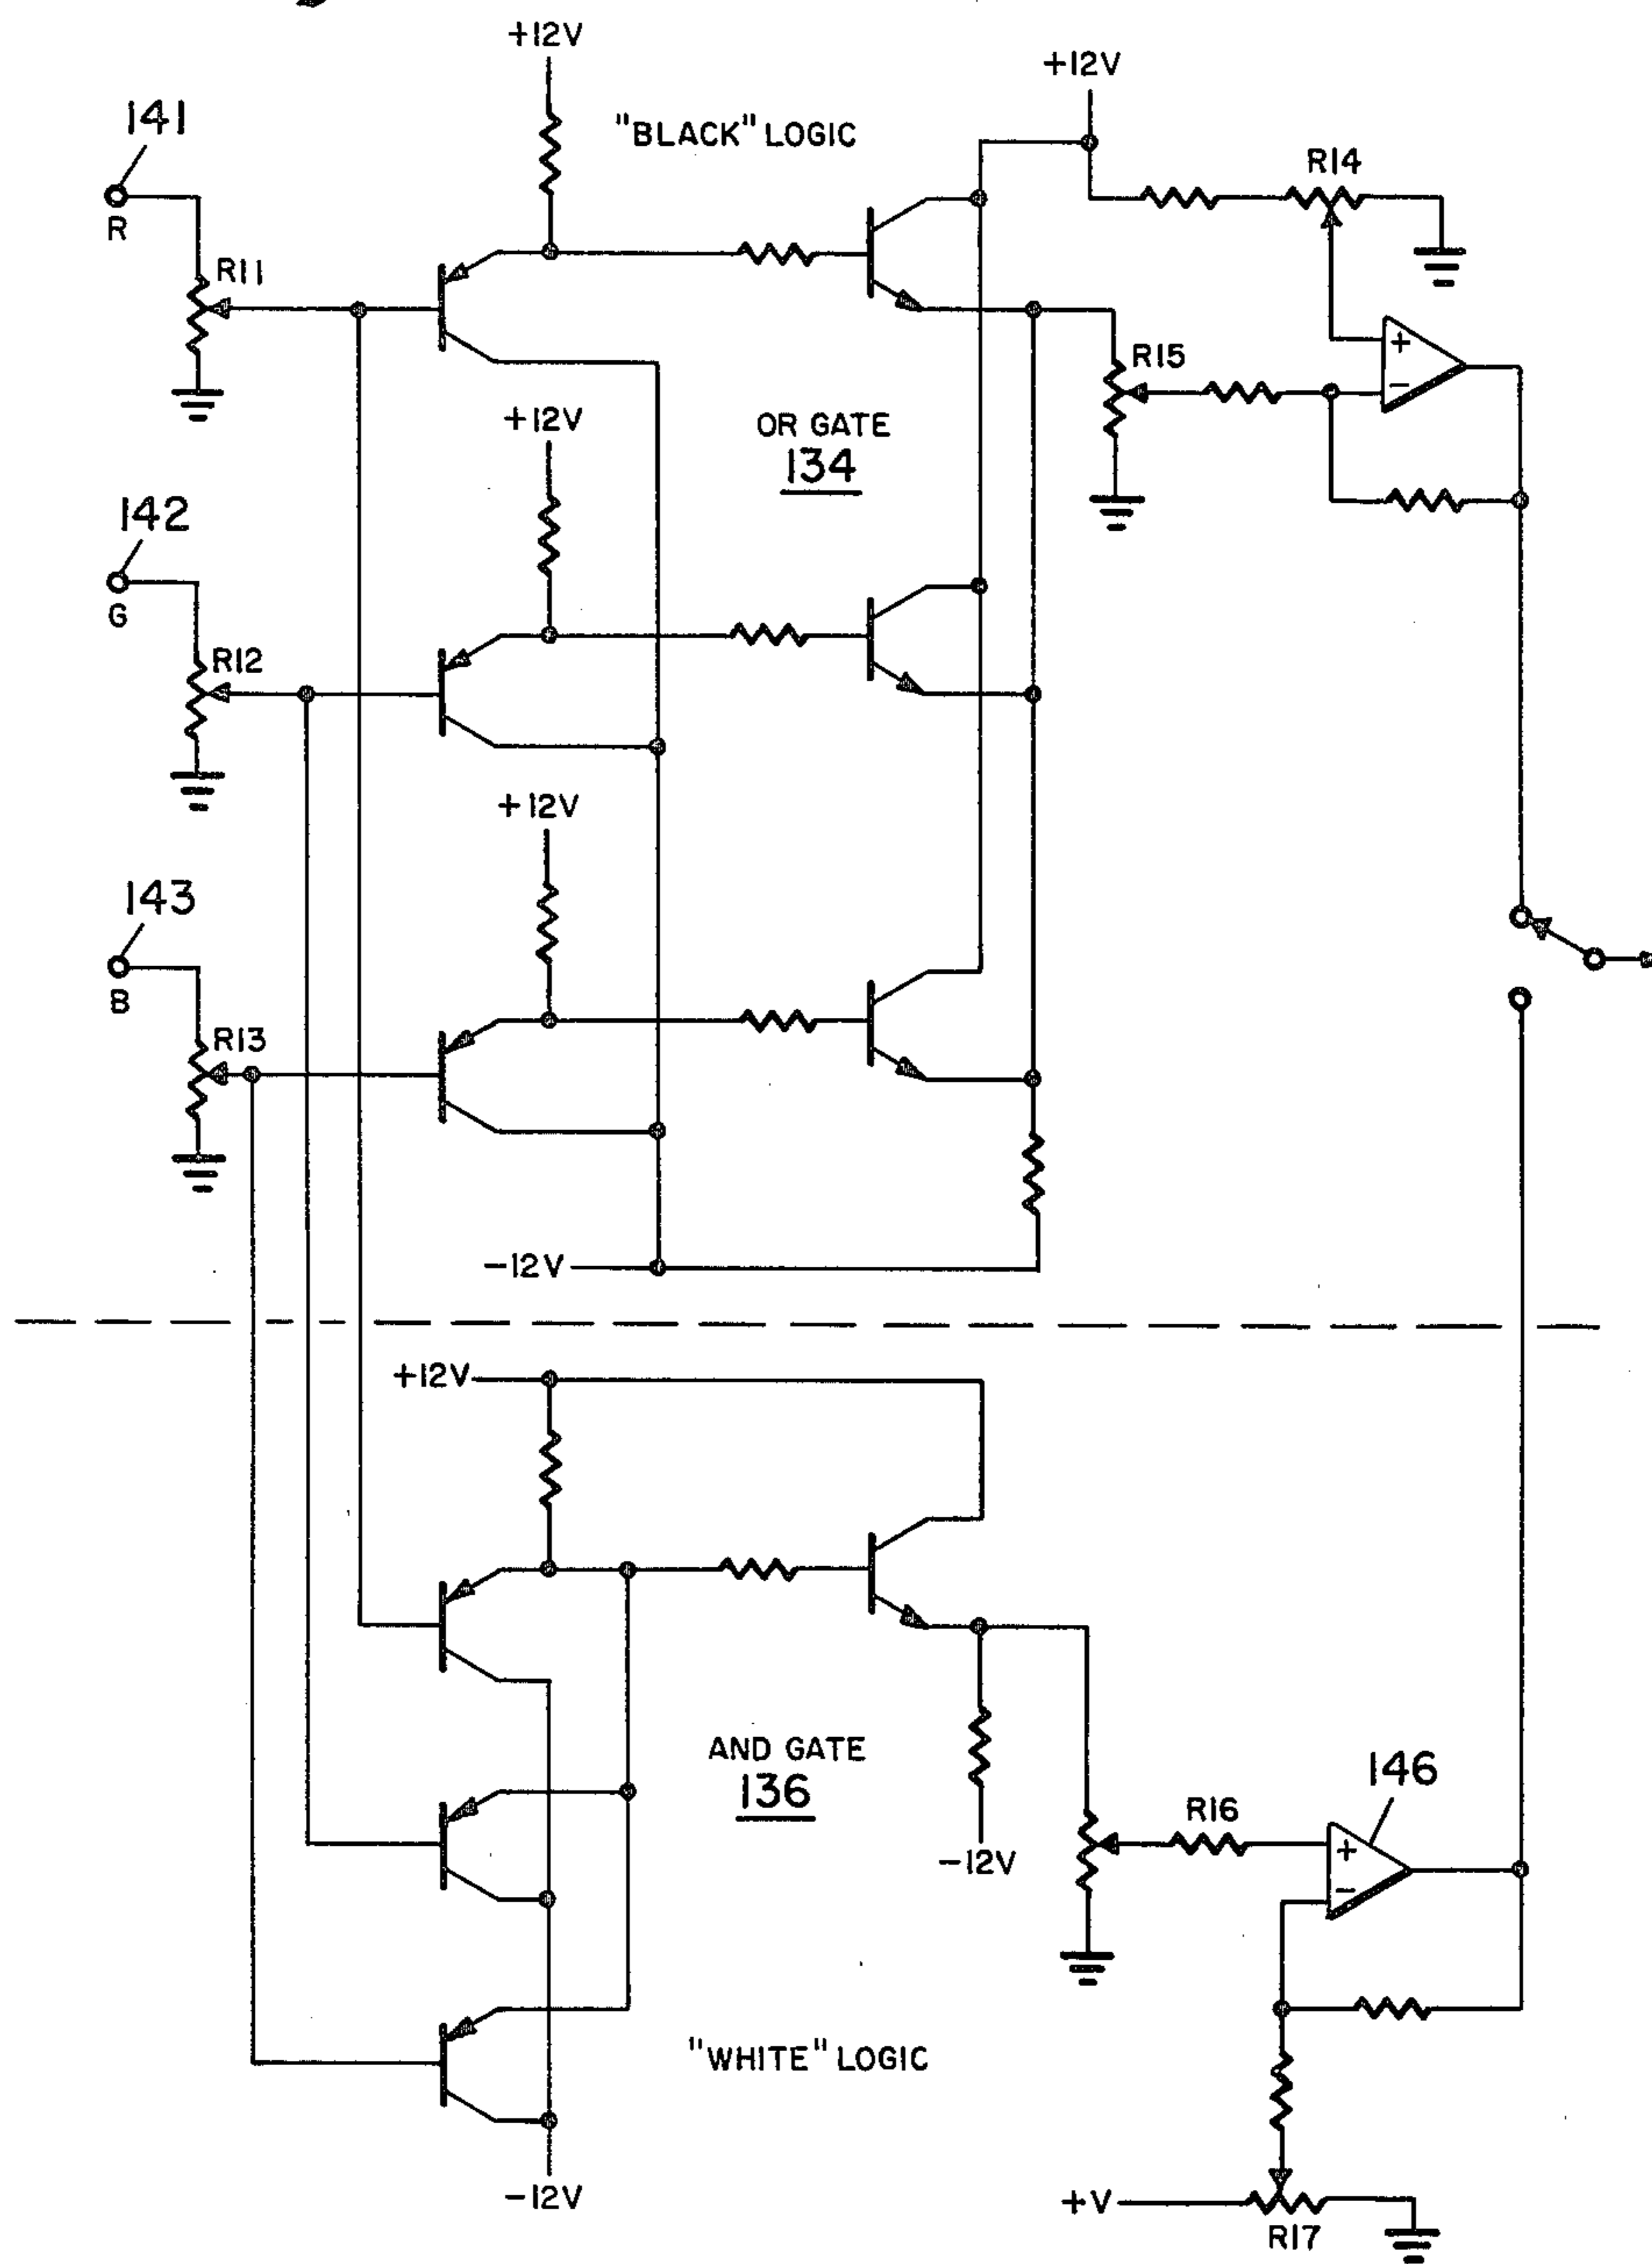 +12V
+12V
141
"BLACK" LOGIC
R14
R
R11
+
R15
-
+12V
OR GATE
134
142
G
R12
+12V
143
B
R13
-12V
+12V
AND GATE
136
146
R16
+
-12V
-
"WHITE" LOGIC
-12V
+V
R17